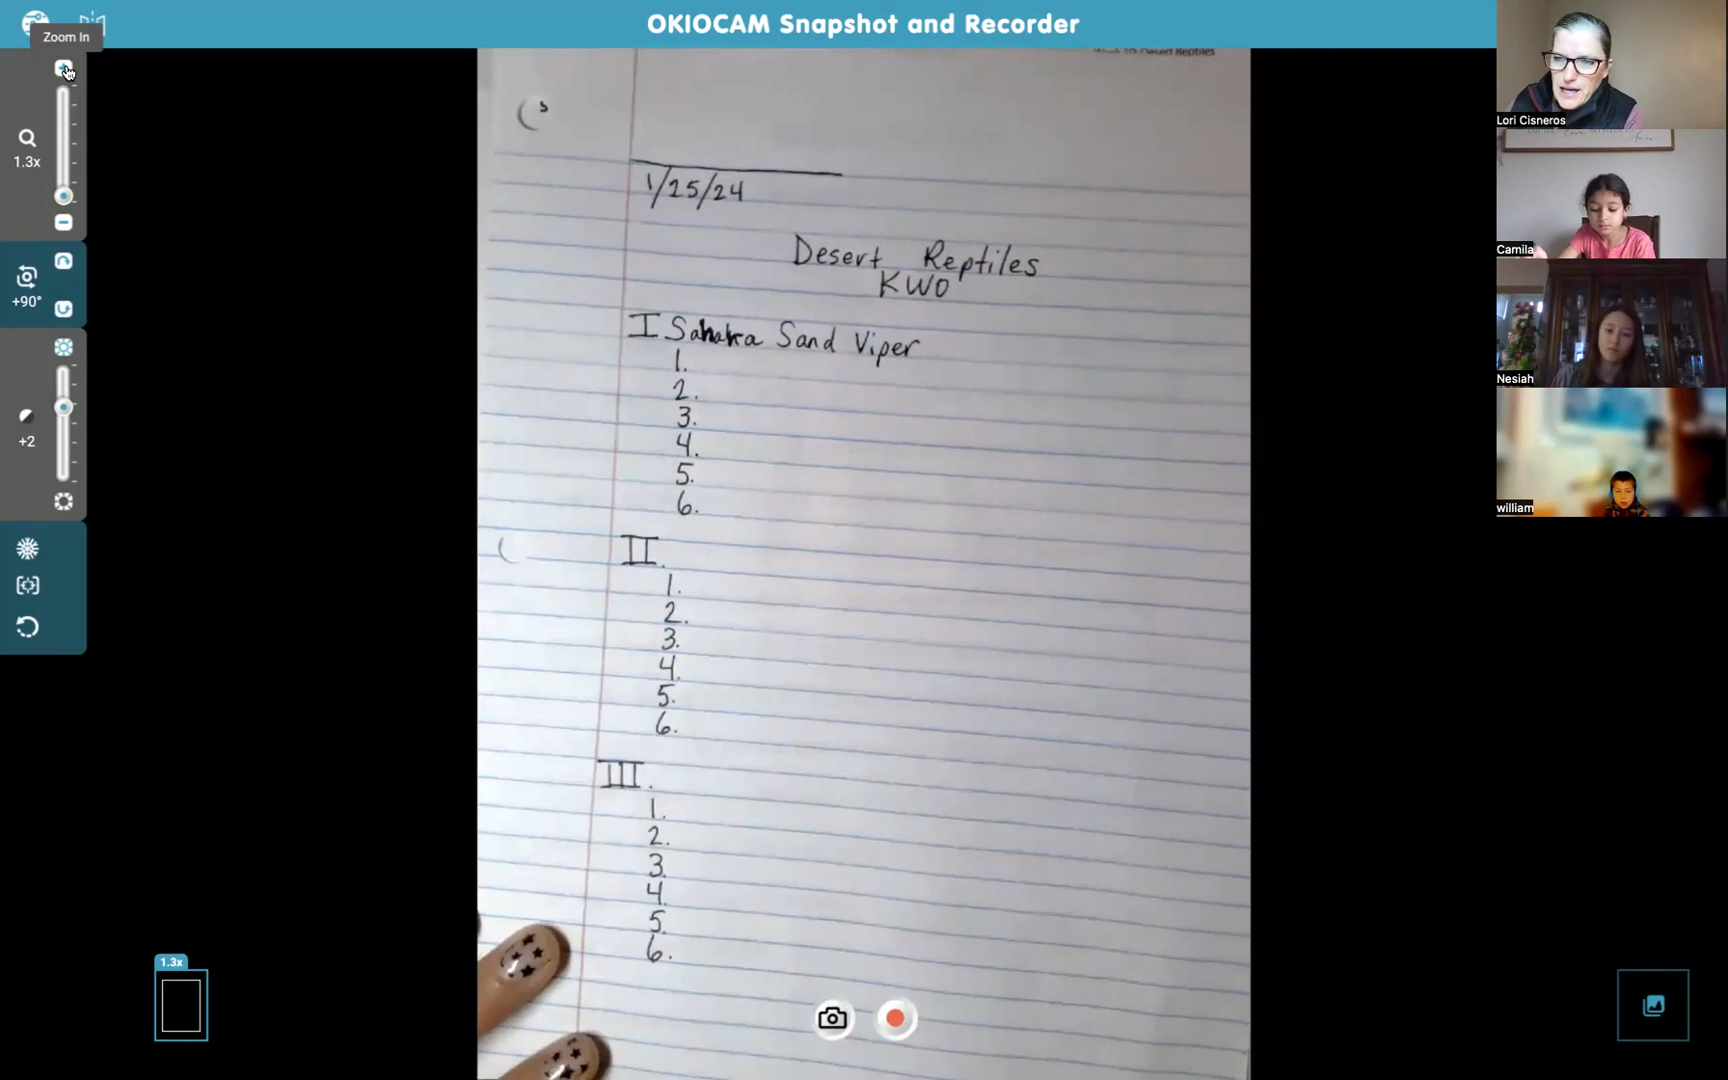 OKIOCAM Snapshot and Recorder
Zoom In
1.3x
+90°
+2
Desert Reptiles
1/25/24
Desert Reptiles
KWO
I Sahara Sand Viper
1.
2.
3.
4.
5.
6.
II.
1.
2.
3.
4.
5.
6.
III.
1.
2.
3.
4.
5.
6.
1.3x
Lori Cisneros
Camila
Nesiah
william